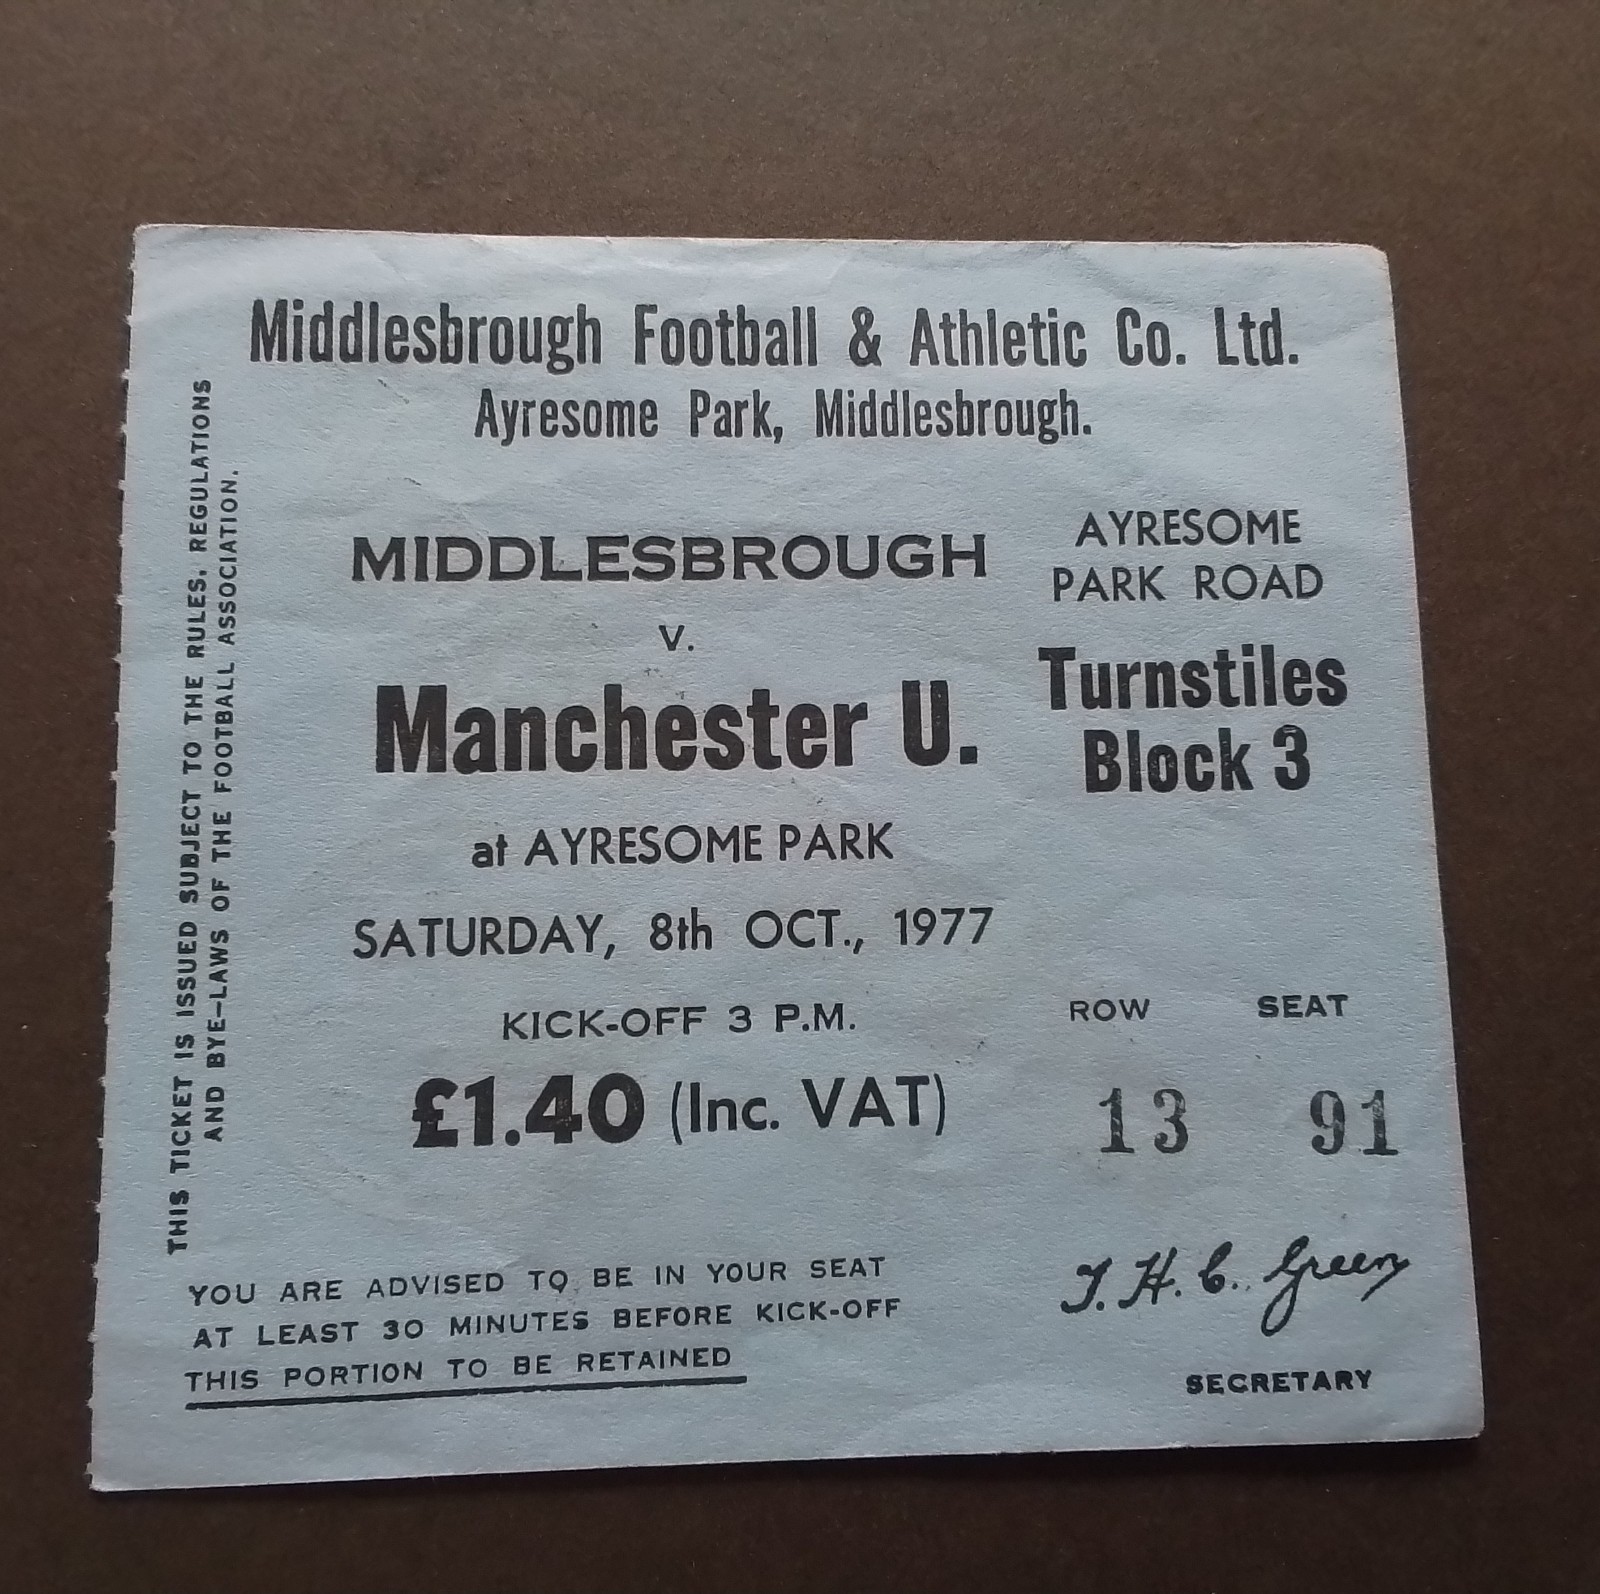 Middlesbrough Football & Athletic Co. Ltd.
Ayresome Park, Middlesbrough.
THIS TICKET IS ISSUED SUBJECT TO THE RULES, REGULATIONS
AND BYE-LAWS OF THE FOOTBALL ASSOCIATION.
MIDDLESBROUGH
v.
Manchester U.
at AYRESOME PARK
SATURDAY, 8th OCT., 1977
KICK-OFF 3 P.M.
£1.40 (Inc. VAT)
AYRESOME
PARK ROAD
Turnstiles
Block 3
ROW SEAT
13 91
YOU ARE ADVISED TO BE IN YOUR SEAT
AT LEAST 30 MINUTES BEFORE KICK-OFF
THIS PORTION TO BE RETAINED
T. H. C. Green
SECRETARY